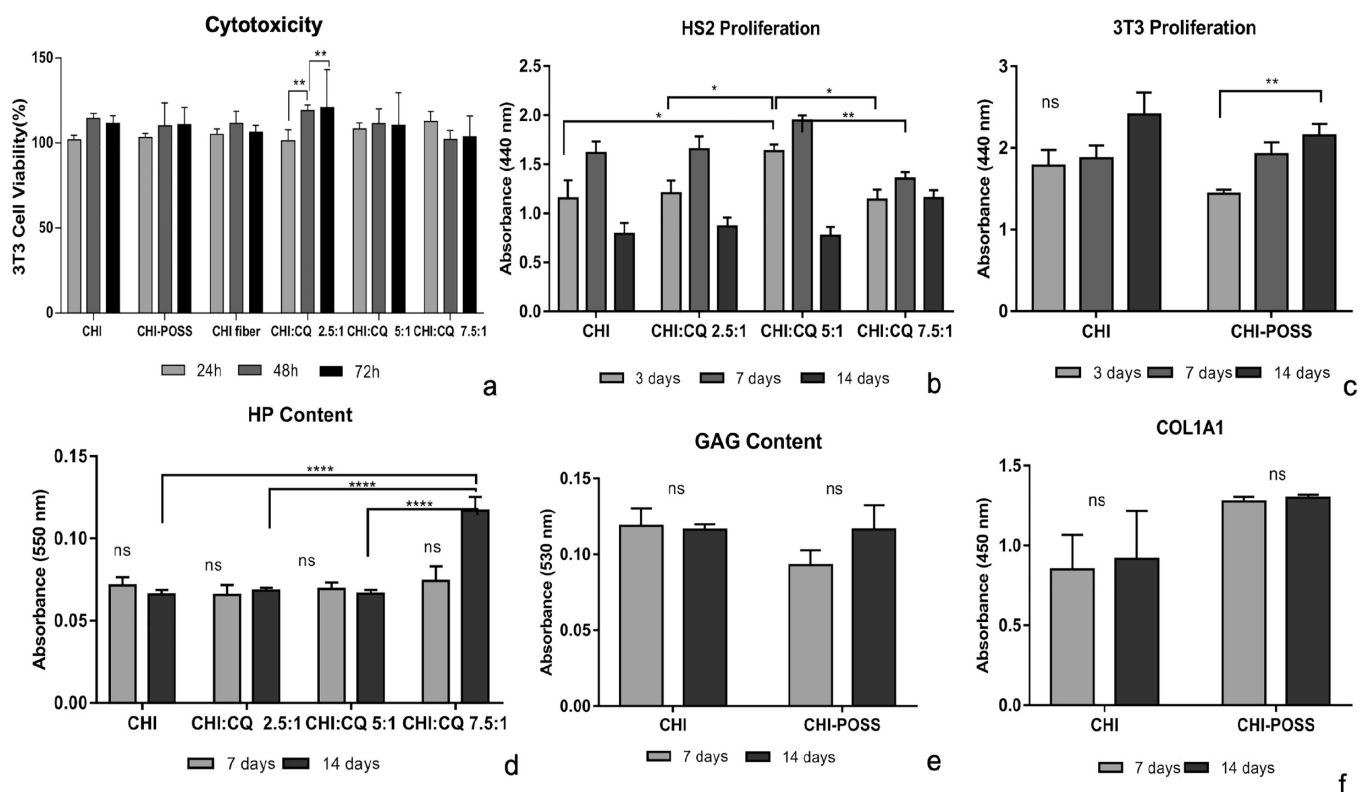 Cytotoxicity
3T3 Cell Viability(%)
150
100
50
0
**
**
CHI CHI-POSS CHI fiber CHI:CQ 2.5:1 CHI:CQ 5:1 CHI:CQ 7.5:1
24h 48h 72h
a
HS2 Proliferation
Absorbance (440 nm)
2.5
2.0
1.5
1.0
0.5
0.0
* *
* **
CHI CHI:CQ 2.5:1 CHI:CQ 5:1 CHI:CQ 7.5:1
3 days 7 days 14 days
b
3T3 Proliferation
Absorbance (440 nm)
3
2
1
0
ns **
CHI CHI-POSS
3 days 7 days 14 days
c
HP Content
Absorbance (550 nm)
0.15
0.10
0.05
0.00
****
****
****
ns ns ns ns
CHI CHI:CQ 2.5:1 CHI:CQ 5:1 CHI:CQ 7.5:1
7 days 14 days
d
GAG Content
Absorbance (530 nm)
0.15
0.10
0.05
0.00
ns ns
CHI CHI-POSS
7 days 14 days
e
COL1A1
Absorbance (450 nm)
1.5
1.0
0.5
0.0
ns ns
CHI CHI-POSS
7 days 14 days
f